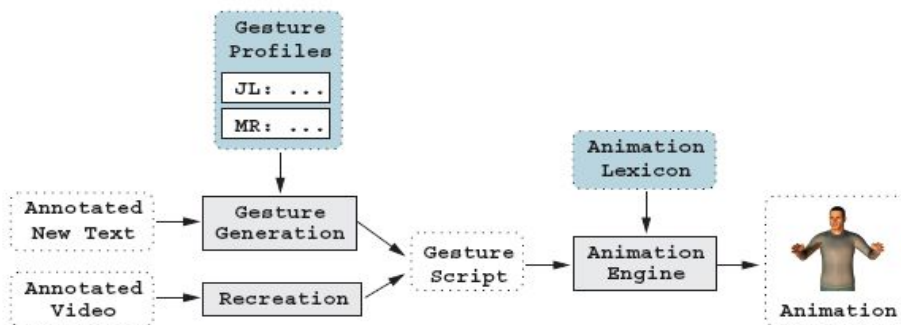 Gesture
Profiles
JL: ...
MR: ...
Animation
Lexicon
Annotated
New Text
Gesture
Generation
Gesture
Script
Animation
Engine
Annotated
Video
Recreation
Animation